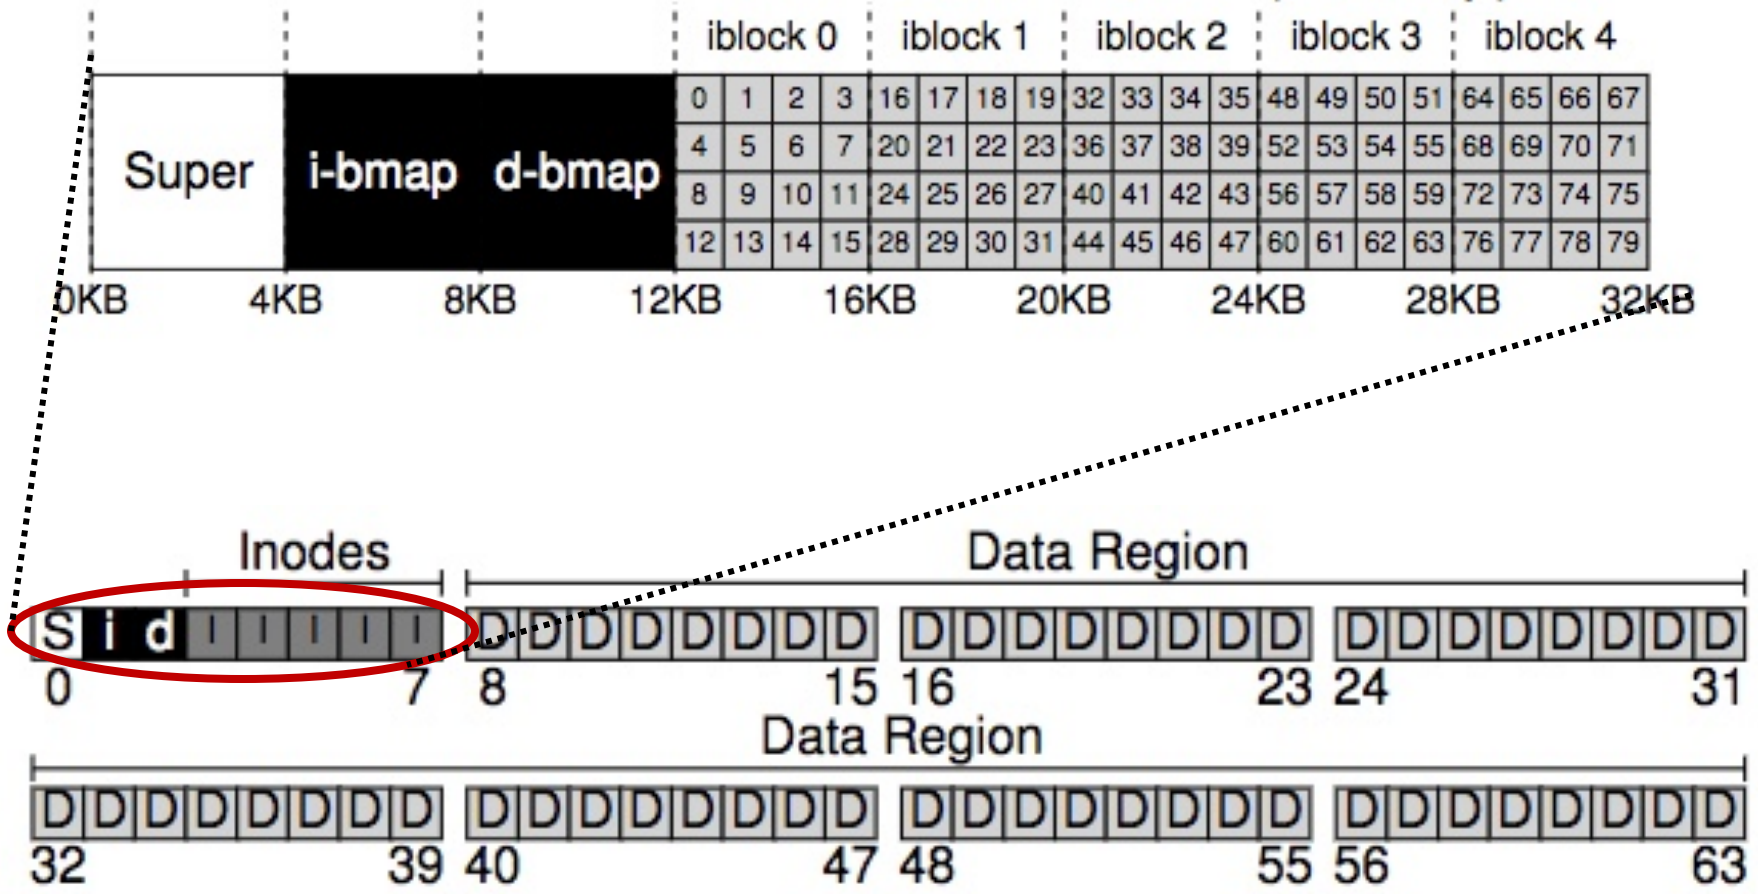 iblock 0 iblock 1 iblock 2 iblock 3 iblock 4
0 1 2 3 16 17 18 19 32 33 34 35 48 49 50 51 64 65 66 67
4 5 6 7 20 21 22 23 36 37 38 39 52 53 54 55 68 69 70 71
Super i-bmap d-bmap
8 9 10 11 24 25 26 27 40 41 42 43 56 57 58 59 72 73 74 75
12 13 14 15 28 29 30 31 44 45 46 47 60 61 62 63 76 77 78 79
0KB 4KB 8KB 12KB 16KB 20KB 24KB 28KB 32KB
Inodes Data Region
S i d I I I I I D D D D D D D D D D D D D D D D D D D D D D D D
0 7 8 15 16 23 24 31
Data Region
D D D D D D D D D D D D D D D D D D D D D D D D D D D D D D D D
32 39 40 47 48 55 56 63